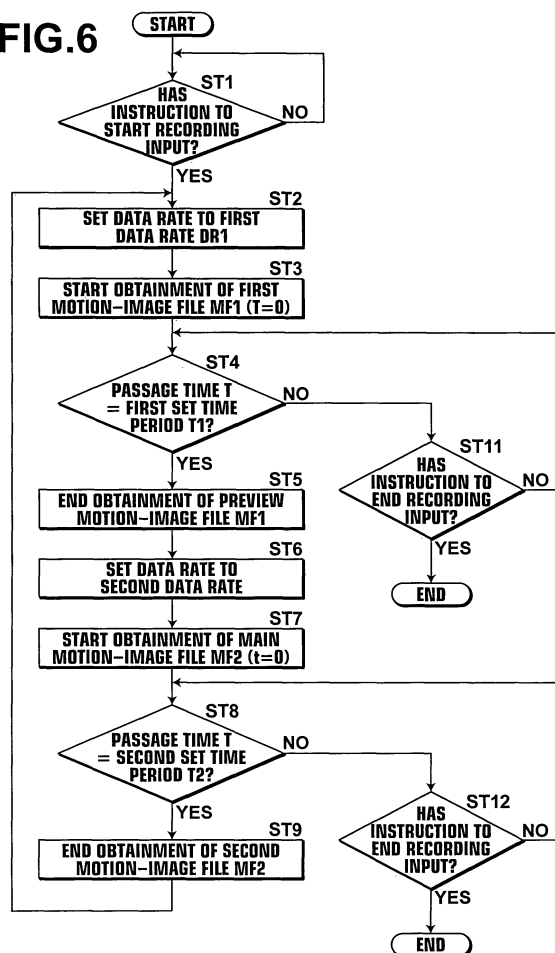 FIG.6
START
ST1
HAS
INSTRUCTION TO
START RECORDING
INPUT?
NO
YES
ST2
SET DATA RATE TO FIRST
DATA RATE DR1
ST3
START OBTAINMENT OF FIRST
MOTION-IMAGE FILE MF1 (T=0)
ST4
PASSAGE TIME T
= FIRST SET TIME
PERIOD T1?
NO
YES
ST11
HAS
INSTRUCTION TO
END RECORDING
INPUT?
NO
YES
END
ST5
END OBTAINMENT OF PREVIEW
MOTION-IMAGE FILE MF1
ST6
SET DATA RATE TO
SECOND DATA RATE
ST7
START OBTAINMENT OF MAIN
MOTION-IMAGE FILE MF2 (t=0)
ST8
PASSAGE TIME T
= SECOND SET TIME
PERIOD T2?
NO
YES
ST12
HAS
INSTRUCTION TO
END RECORDING
INPUT?
NO
YES
END
ST9
END OBTAINMENT OF SECOND
MOTION-IMAGE FILE MF2